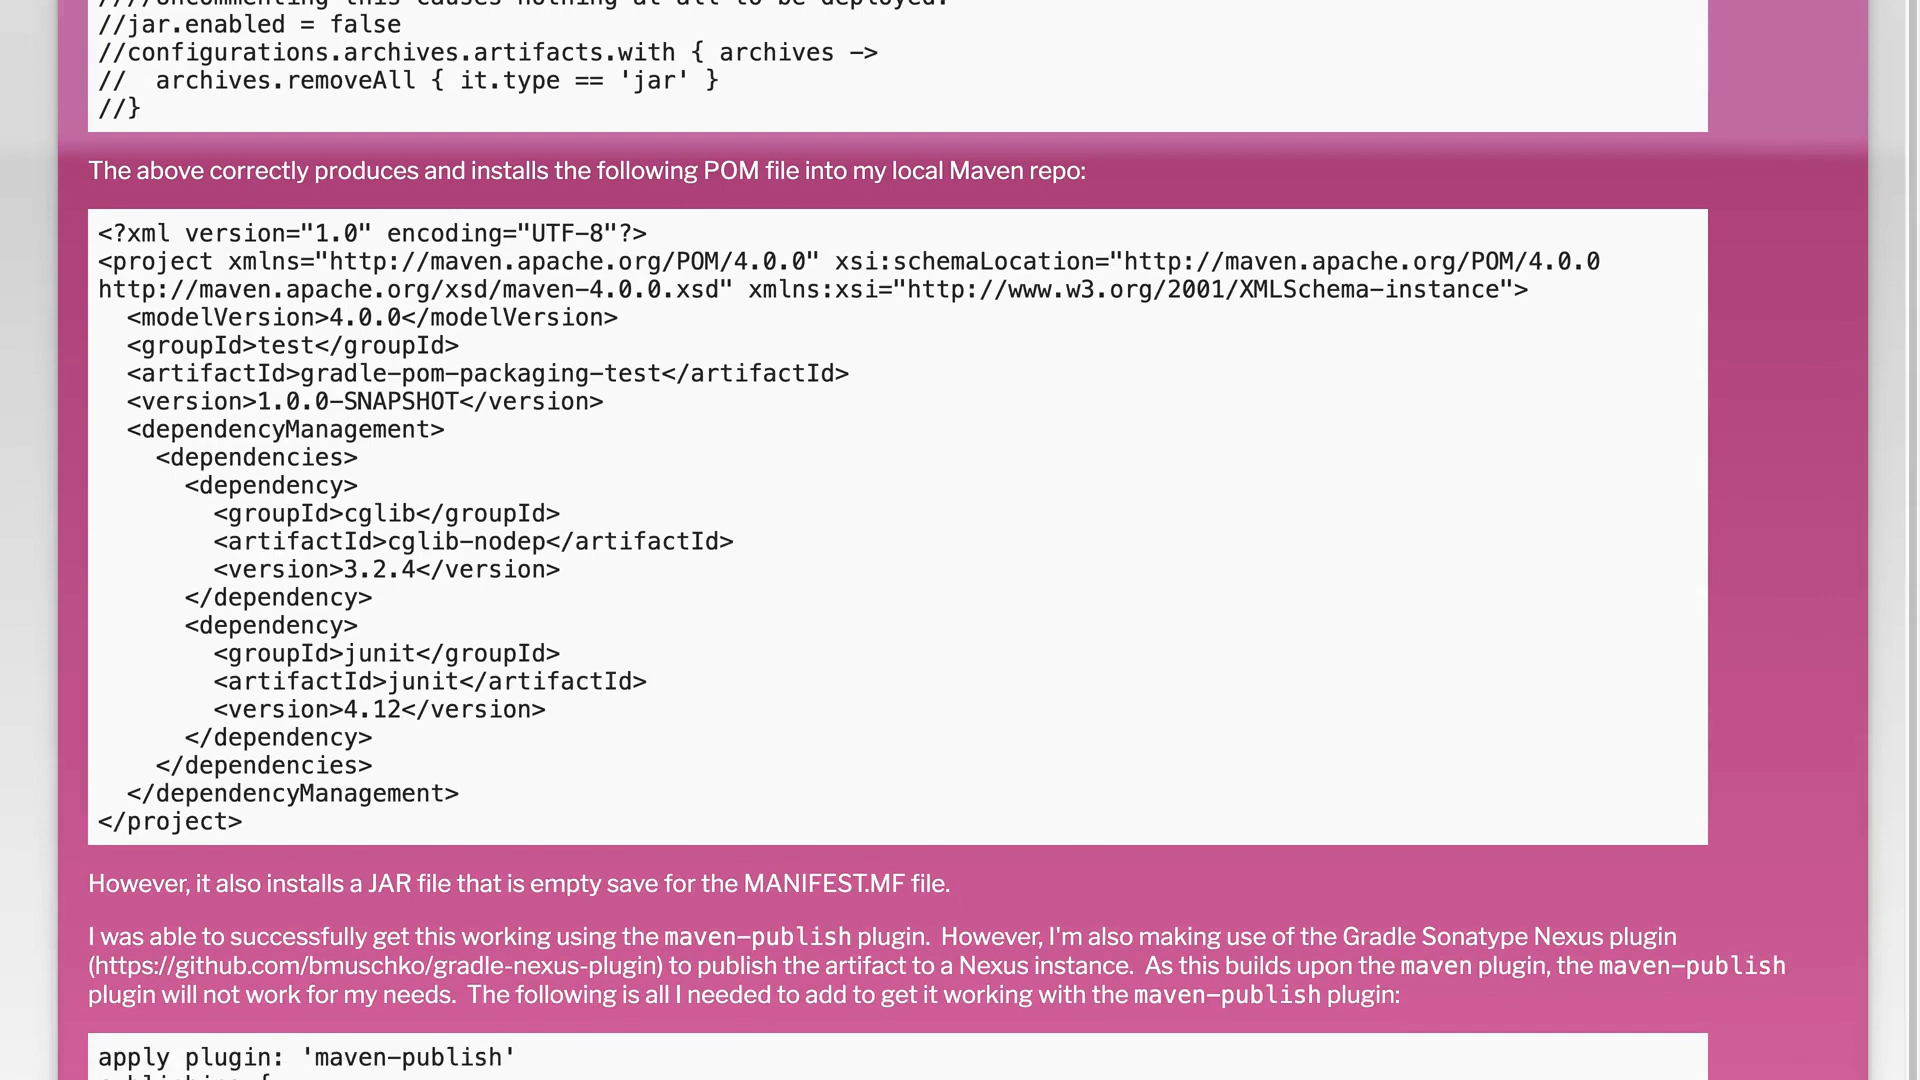 ////Uncommenting this causes nothing at all to be deployed.
//jar.enabled = false
//configurations.archives.artifacts.with { archives ->
//  archives.removeAll { it.type == 'jar' }
//}
The above correctly produces and installs the following POM file into my local Maven repo:
<?xml version="1.0" encoding="UTF-8"?>
<project xmlns="http://maven.apache.org/POM/4.0.0" xsi:schemaLocation="http://maven.apache.org/POM/4.0.0
http://maven.apache.org/xsd/maven-4.0.0.xsd" xmlns:xsi="http://www.w3.org/2001/XMLSchema-instance">
  <modelVersion>4.0.0</modelVersion>
  <groupId>test</groupId>
  <artifactId>gradle-pom-packaging-test</artifactId>
  <version>1.0.0-SNAPSHOT</version>
  <dependencyManagement>
    <dependencies>
      <dependency>
        <groupId>cglib</groupId>
        <artifactId>cglib-nodep</artifactId>
        <version>3.2.4</version>
      </dependency>
      <dependency>
        <groupId>junit</groupId>
        <artifactId>junit</artifactId>
        <version>4.12</version>
      </dependency>
    </dependencies>
  </dependencyManagement>
</project>
However, it also installs a JAR file that is empty save for the MANIFEST.MF file.
I was able to successfully get this working using the maven-publish plugin.  However, I'm also making use of the Gradle Sonatype Nexus plugin
(https://github.com/bmuschko/gradle-nexus-plugin) to publish the artifact to a Nexus instance.  As this builds upon the maven plugin, the maven-publish
plugin will not work for my needs.  The following is all I needed to add to get it working with the maven-publish plugin:
apply plugin: 'maven-publish'